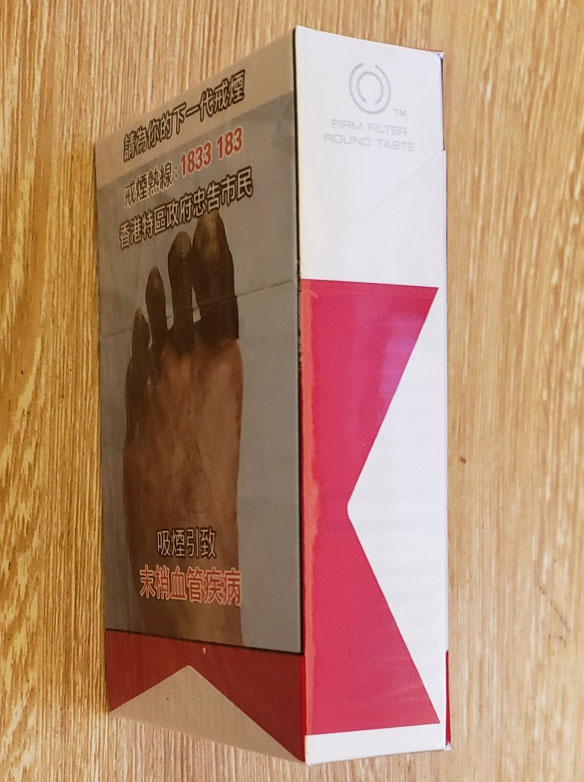 請為你的下一代戒煙
戒煙熱線：1833 183
香港特區政府忠告市民
吸煙引致
末梢血管疾病
TM
FIRM FILTER
ROUND TASTE